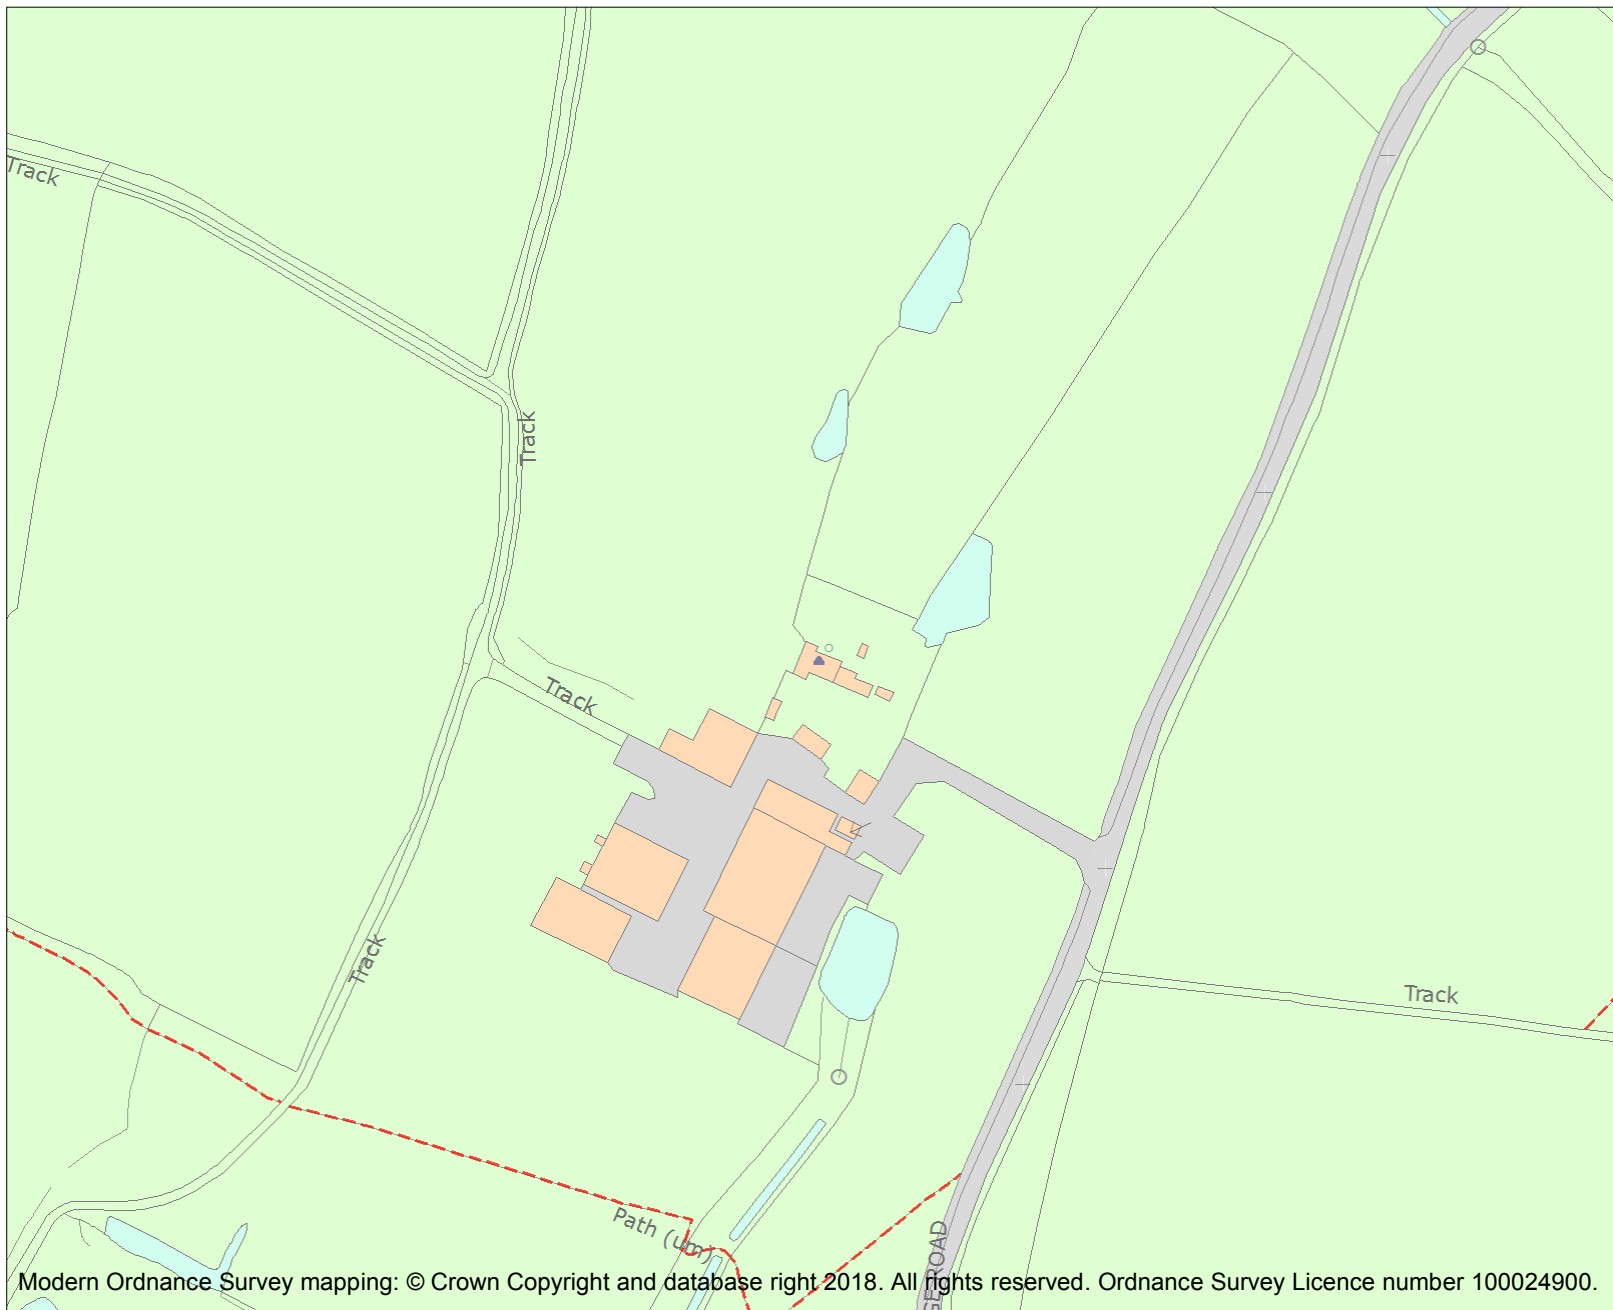 Track
Track
Track
Track
Track
Path (um)
GEROAD
Modern Ordnance Survey mapping: © Crown Copyright and database right 2018. All rights reserved. Ordnance Survey Licence number 100024900.